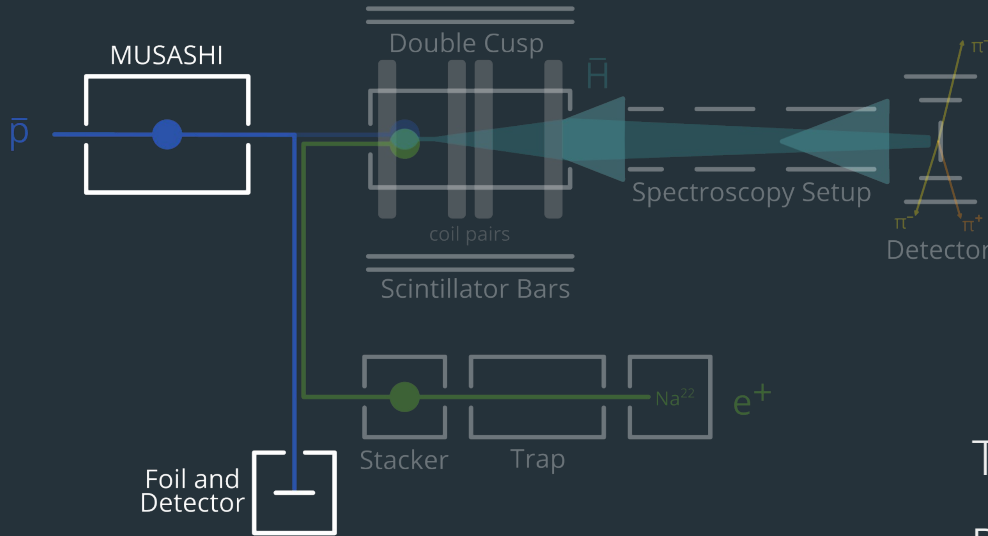 MUSASHI
p̄
Double Cusp
H̄
π⁻
coil pairs
Spectroscopy Setup
π⁻
π⁺
Detector
Scintillator Bars
Na²²
e⁺
Stacker
Trap
Foil and
Detector